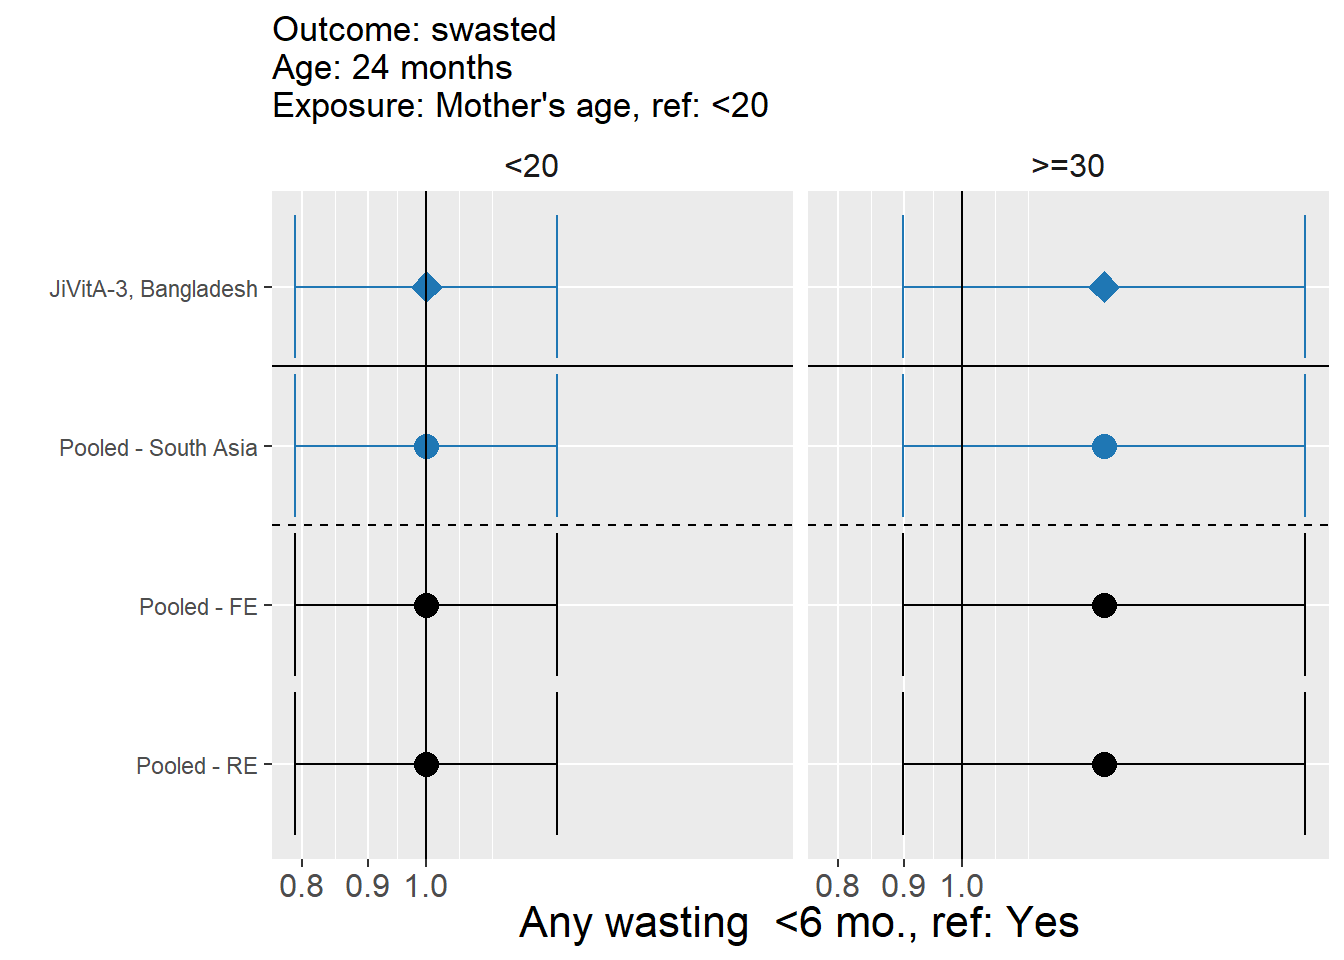 Outcome: swasted
Age: 24 months
Exposure: Mother's age, ref: <20
<20
>=30
JiVitA-3, Bangladesh
Pooled - South Asia
Pooled - FE
Pooled - RE
0.8 0.9 1.0
0.8 0.9 1.0
Any wasting  <6 mo., ref: Yes